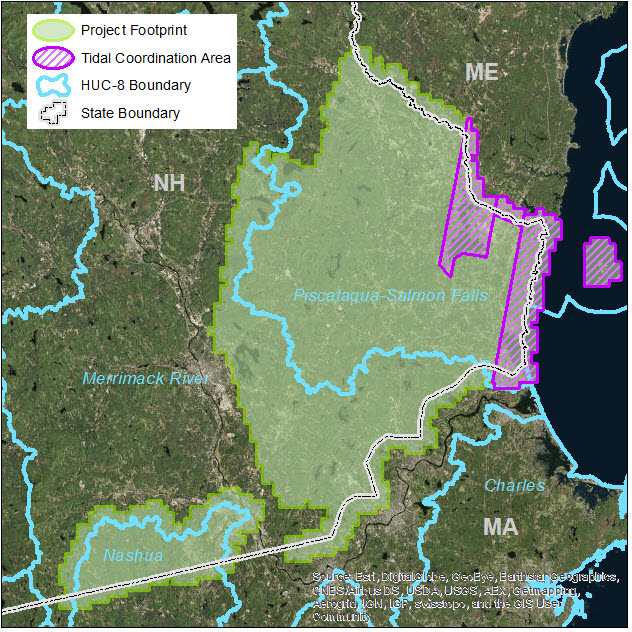 Project Footprint
Tidal Coordination Area
HUC-8 Boundary
State Boundary
ME
NH
Piscataqua-Salmon Falls
Merrimack River
Charles
MA
Nashua
Source: Esri, DigitalGlobe, GeoEye, Earthstar Geographics,
CNES/Airbus DS, USDA, USGS, AEX, Getmapping,
Aerogrid, IGN, IGP, swisstopo, and the GIS User
Community